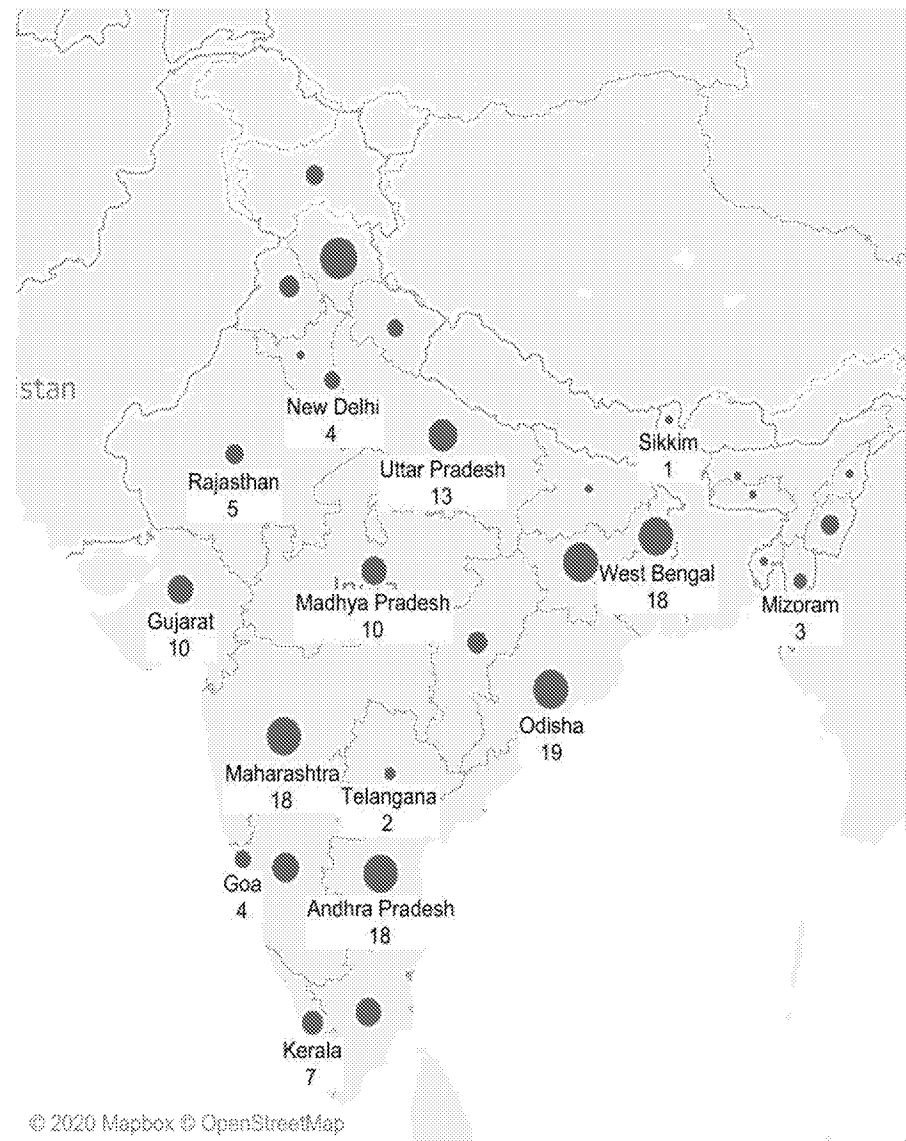 stan
New Delhi
4
Sikkim
1
Rajasthan
5
Uttar Pradesh
13
West Bengal
18
Gujarat
10
Madhya Pradesh
10
Mizoram
3
Odisha
19
Maharashtra
18
Telangana
2
Goa
4
Andhra Pradesh
18
Kerala
7
© 2020 Mapbox © OpenStreetMap